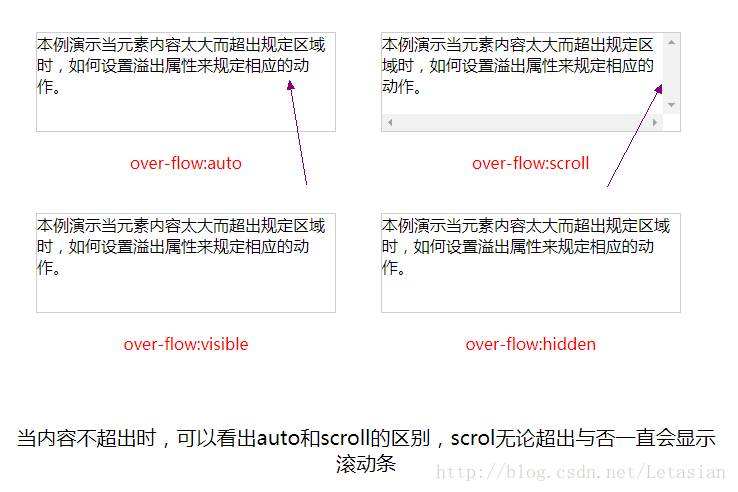 本例演示当元素内容太大而超出规定区域
时，如何设置溢出属性来规定相应的动
作。
over-flow:auto
本例演示当元素内容太大而超出规定区
域时，如何设置溢出属性来规定相应的
动作。
over-flow:scroll
本例演示当元素内容太大而超出规定区域
时，如何设置溢出属性来规定相应的动
作。
over-flow:visible
本例演示当元素内容太大而超出规定区域
时，如何设置溢出属性来规定相应的动
作。
over-flow:hidden
当内容不超出时，可以看出auto和scroll的区别，scrol无论超出与否一直会显示
滚动条
http://blog.csdn.net/Letasian